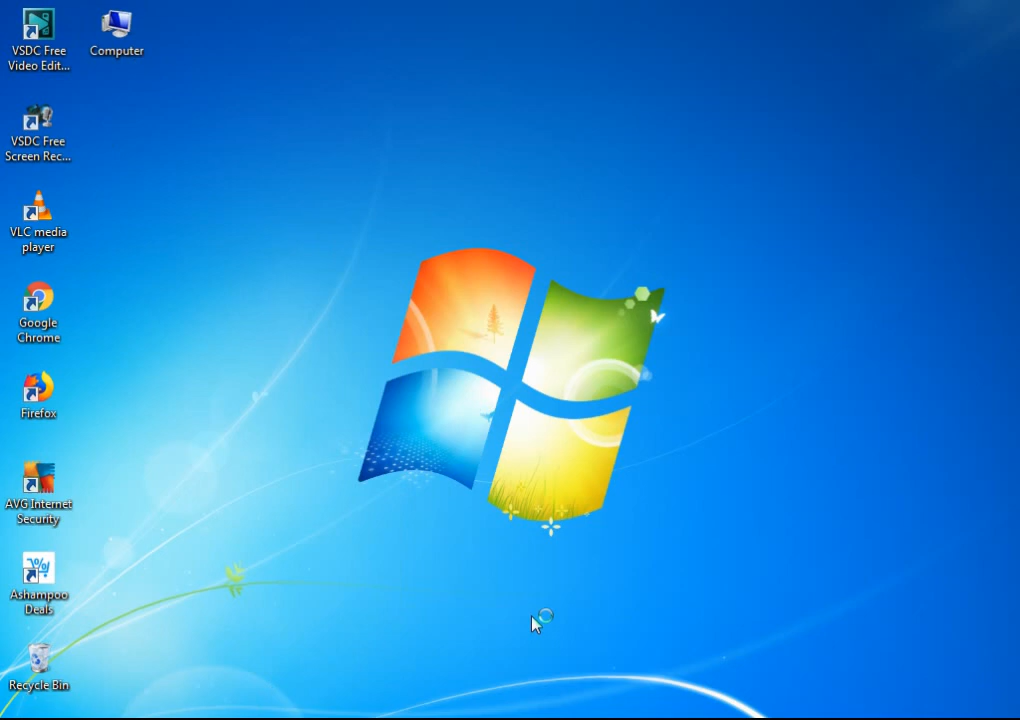 VSDC Free
Video Edit...
Computer
VSDC Free
Screen Rec...
VLC media
player
Google
Chrome
Firefox
AVG Internet
Security
Ashampoo
Deals
Recycle Bin